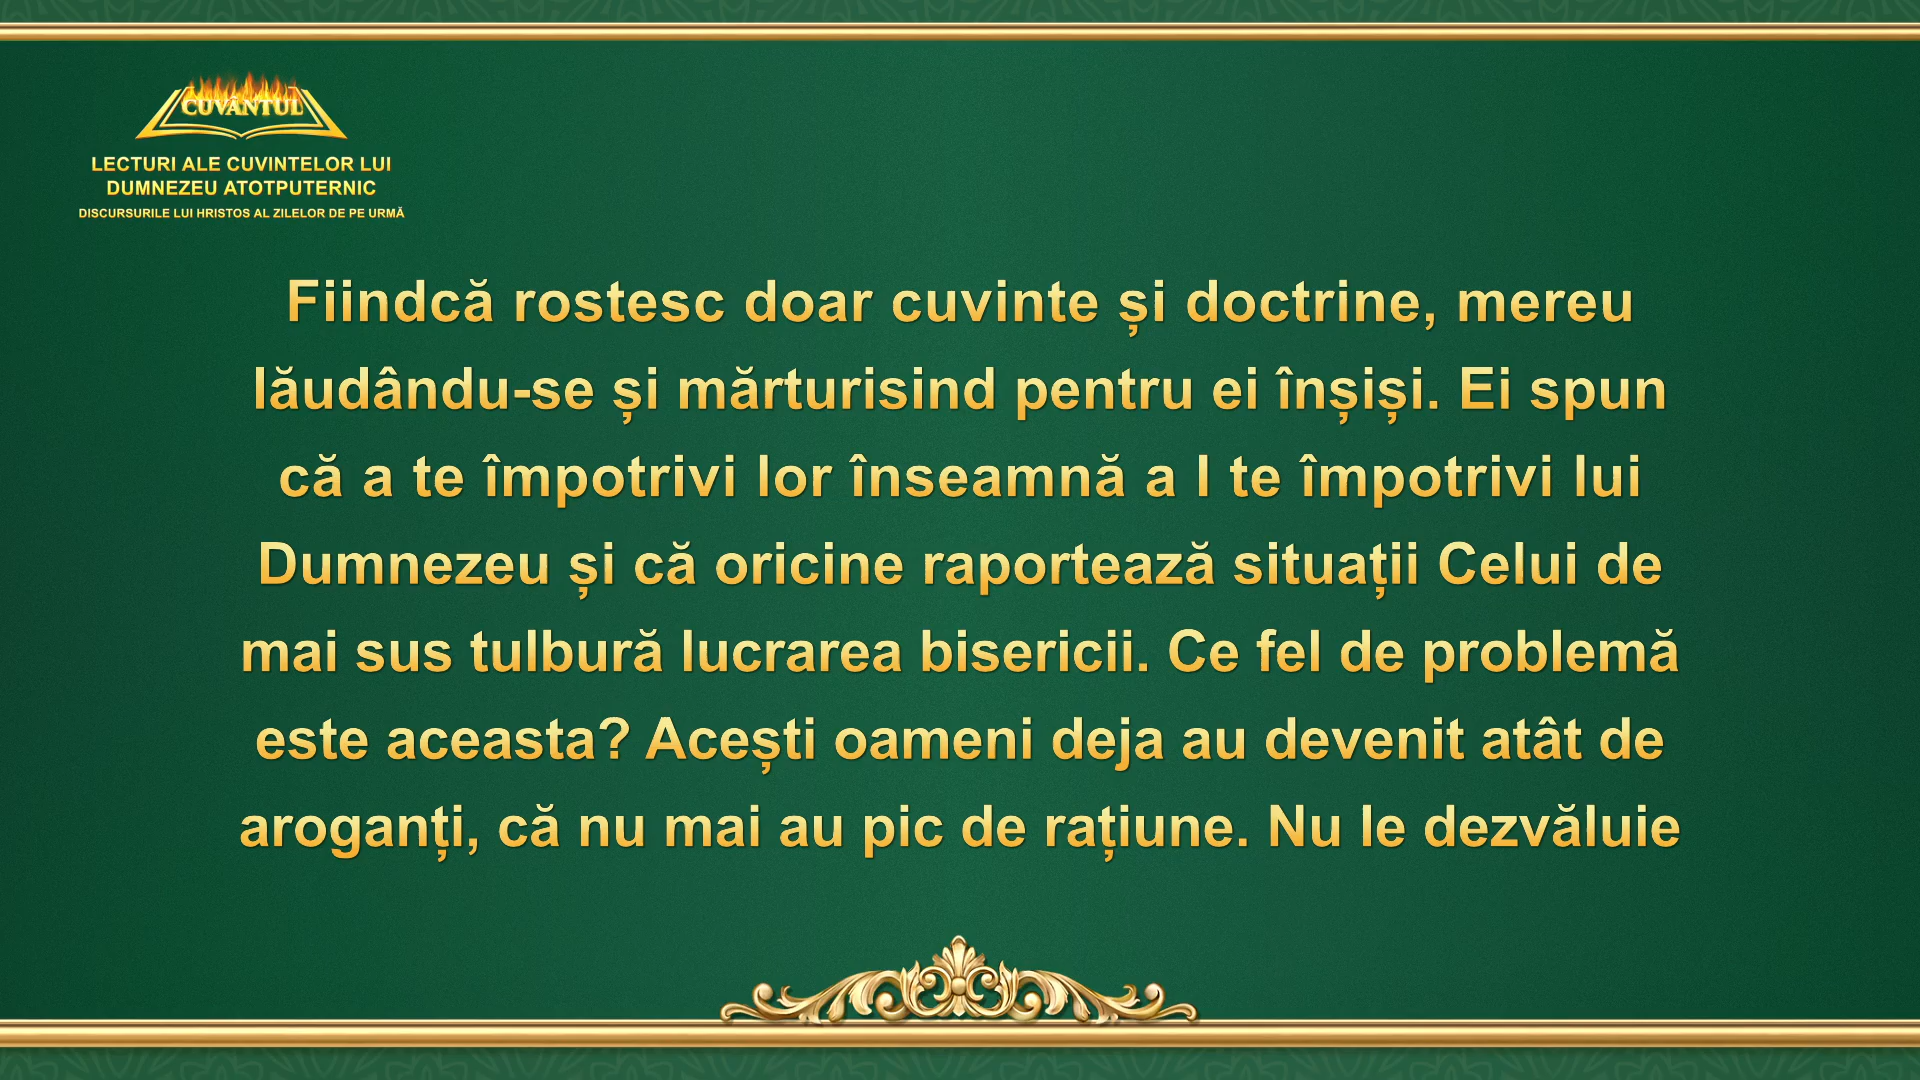 CUVÂNTUL
LECTURI ALE CUVINTELOR LUI
DUMNEZEU ATOTPUTERNIC
DISCURSURILE LUI HRISTOS AL ZILELOR DE PE URMĂ
Fiindcă rostesc doar cuvinte și doctrine, mereu
lăudându-se și mărturisind pentru ei înșiși. Ei spun
că a te împotrivi lor înseamnă a I te împotrivi lui
Dumnezeu și că oricine raportează situații Celui de
mai sus tulbură lucrarea bisericii. Ce fel de problemă
este aceasta? Acești oameni deja au devenit atât de
aroganți, că nu mai au pic de rațiune. Nu le dezvăluie